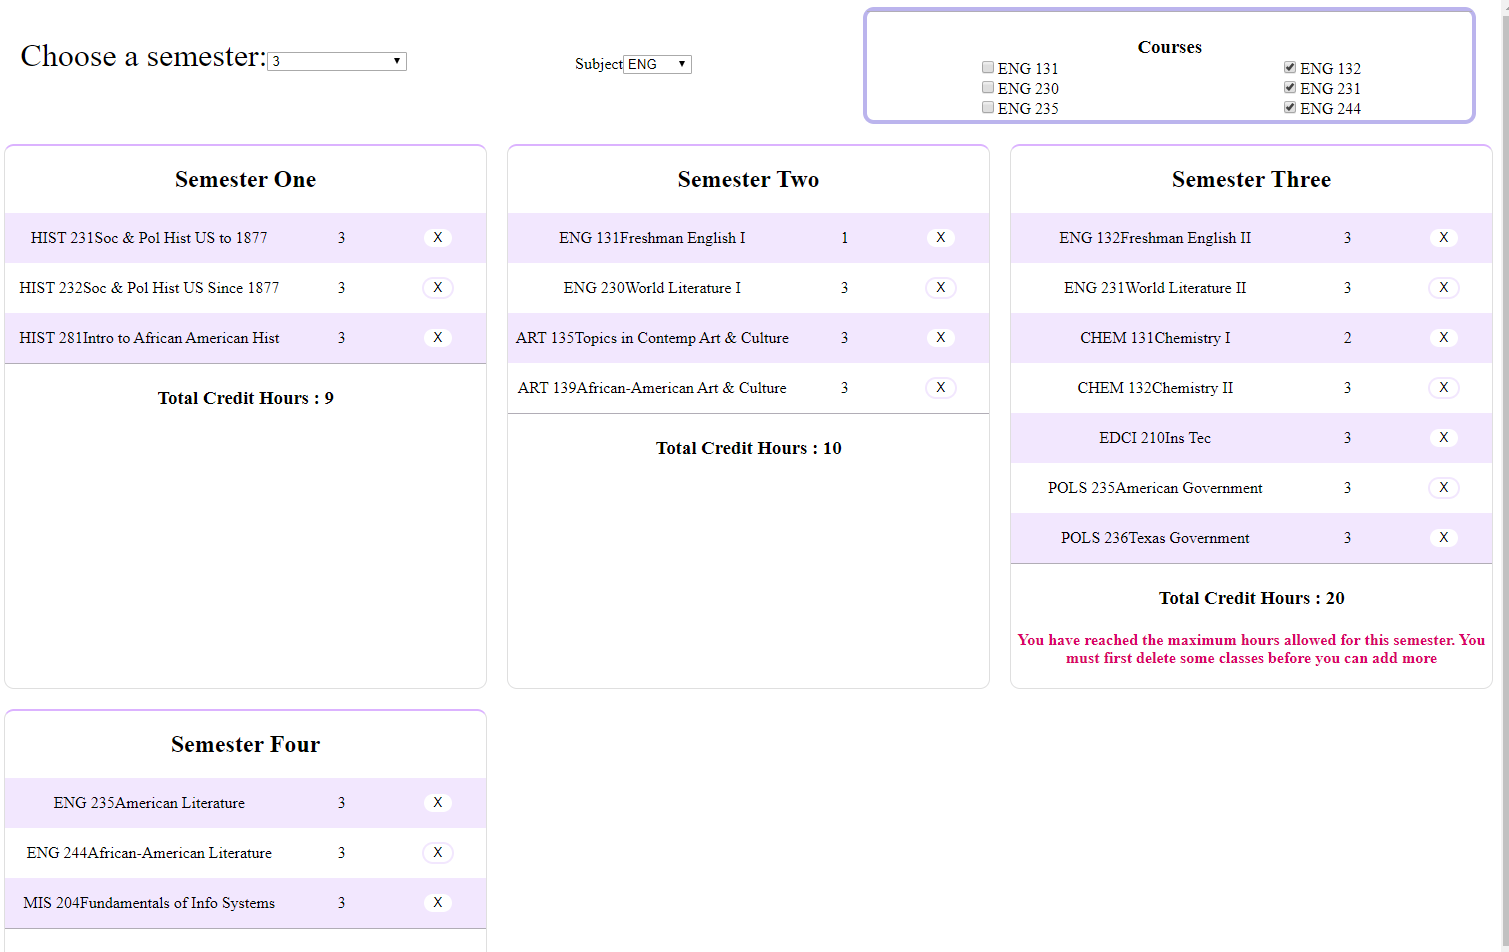 Choose a semester: 3
Subject ENG
Courses
ENG 131 ENG 132
ENG 230 ENG 231
ENG 235 ENG 244
Semester One
HIST 231Soc & Pol Hist US to 1877 3 X
HIST 232Soc & Pol Hist US Since 1877 3 X
HIST 281Intro to African American Hist 3 X
Total Credit Hours : 9
Semester Two
ENG 131Freshman English I 1 X
ENG 230World Literature I 3 X
ART 135Topics in Contemp Art & Culture 3 X
ART 139African-American Art & Culture 3 X
Total Credit Hours : 10
Semester Three
ENG 132Freshman English II 3 X
ENG 231World Literature II 3 X
CHEM 131Chemistry I 2 X
CHEM 132Chemistry II 3 X
EDCI 210Ins Tec 3 X
POLS 235American Government 3 X
POLS 236Texas Government 3 X
Total Credit Hours : 20
You have reached the maximum hours allowed for this semester. You
must first delete some classes before you can add more
Semester Four
ENG 235American Literature 3 X
ENG 244African-American Literature 3 X
MIS 204Fundamentals of Info Systems 3 X